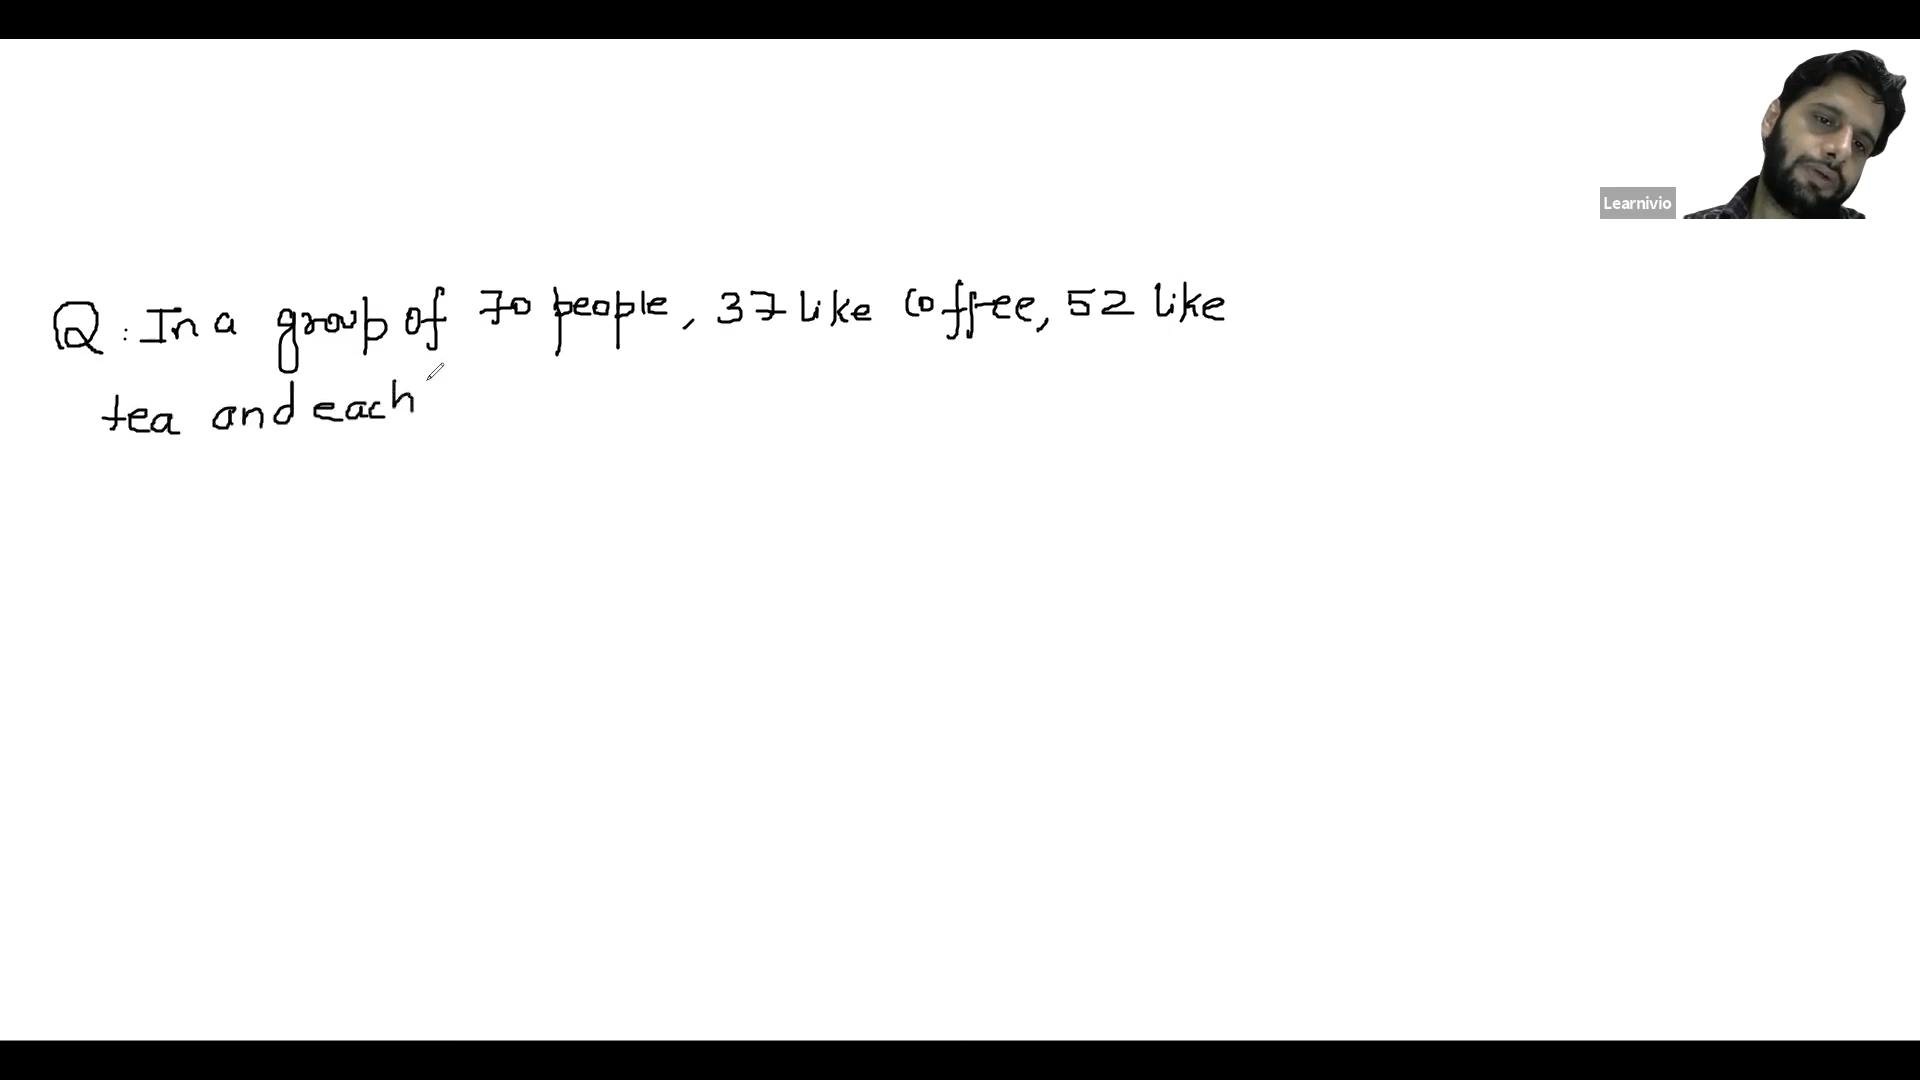 Learnivio
Q: In a group of 70 people, 37 like coffee, 52 like
tea and each